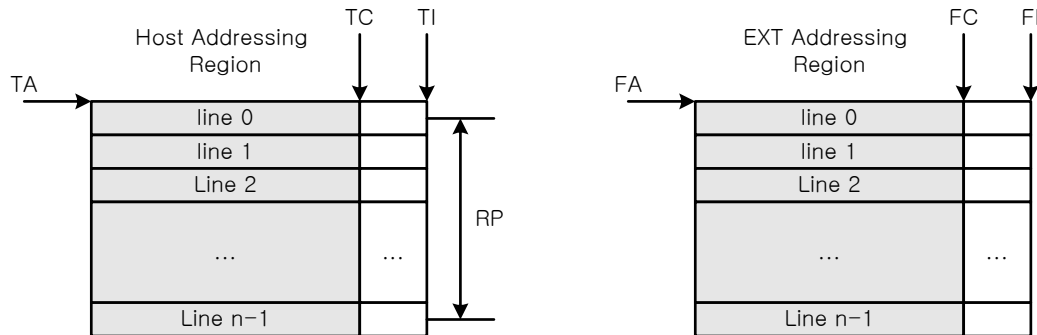 TC TI
Host Addressing
Region
TA
line 0
line 1
Line 2
... ...
RP
Line n-1
FC
EXT Addressing
Region
FA
line 0
line 1
Line 2
... ...
Line n-1